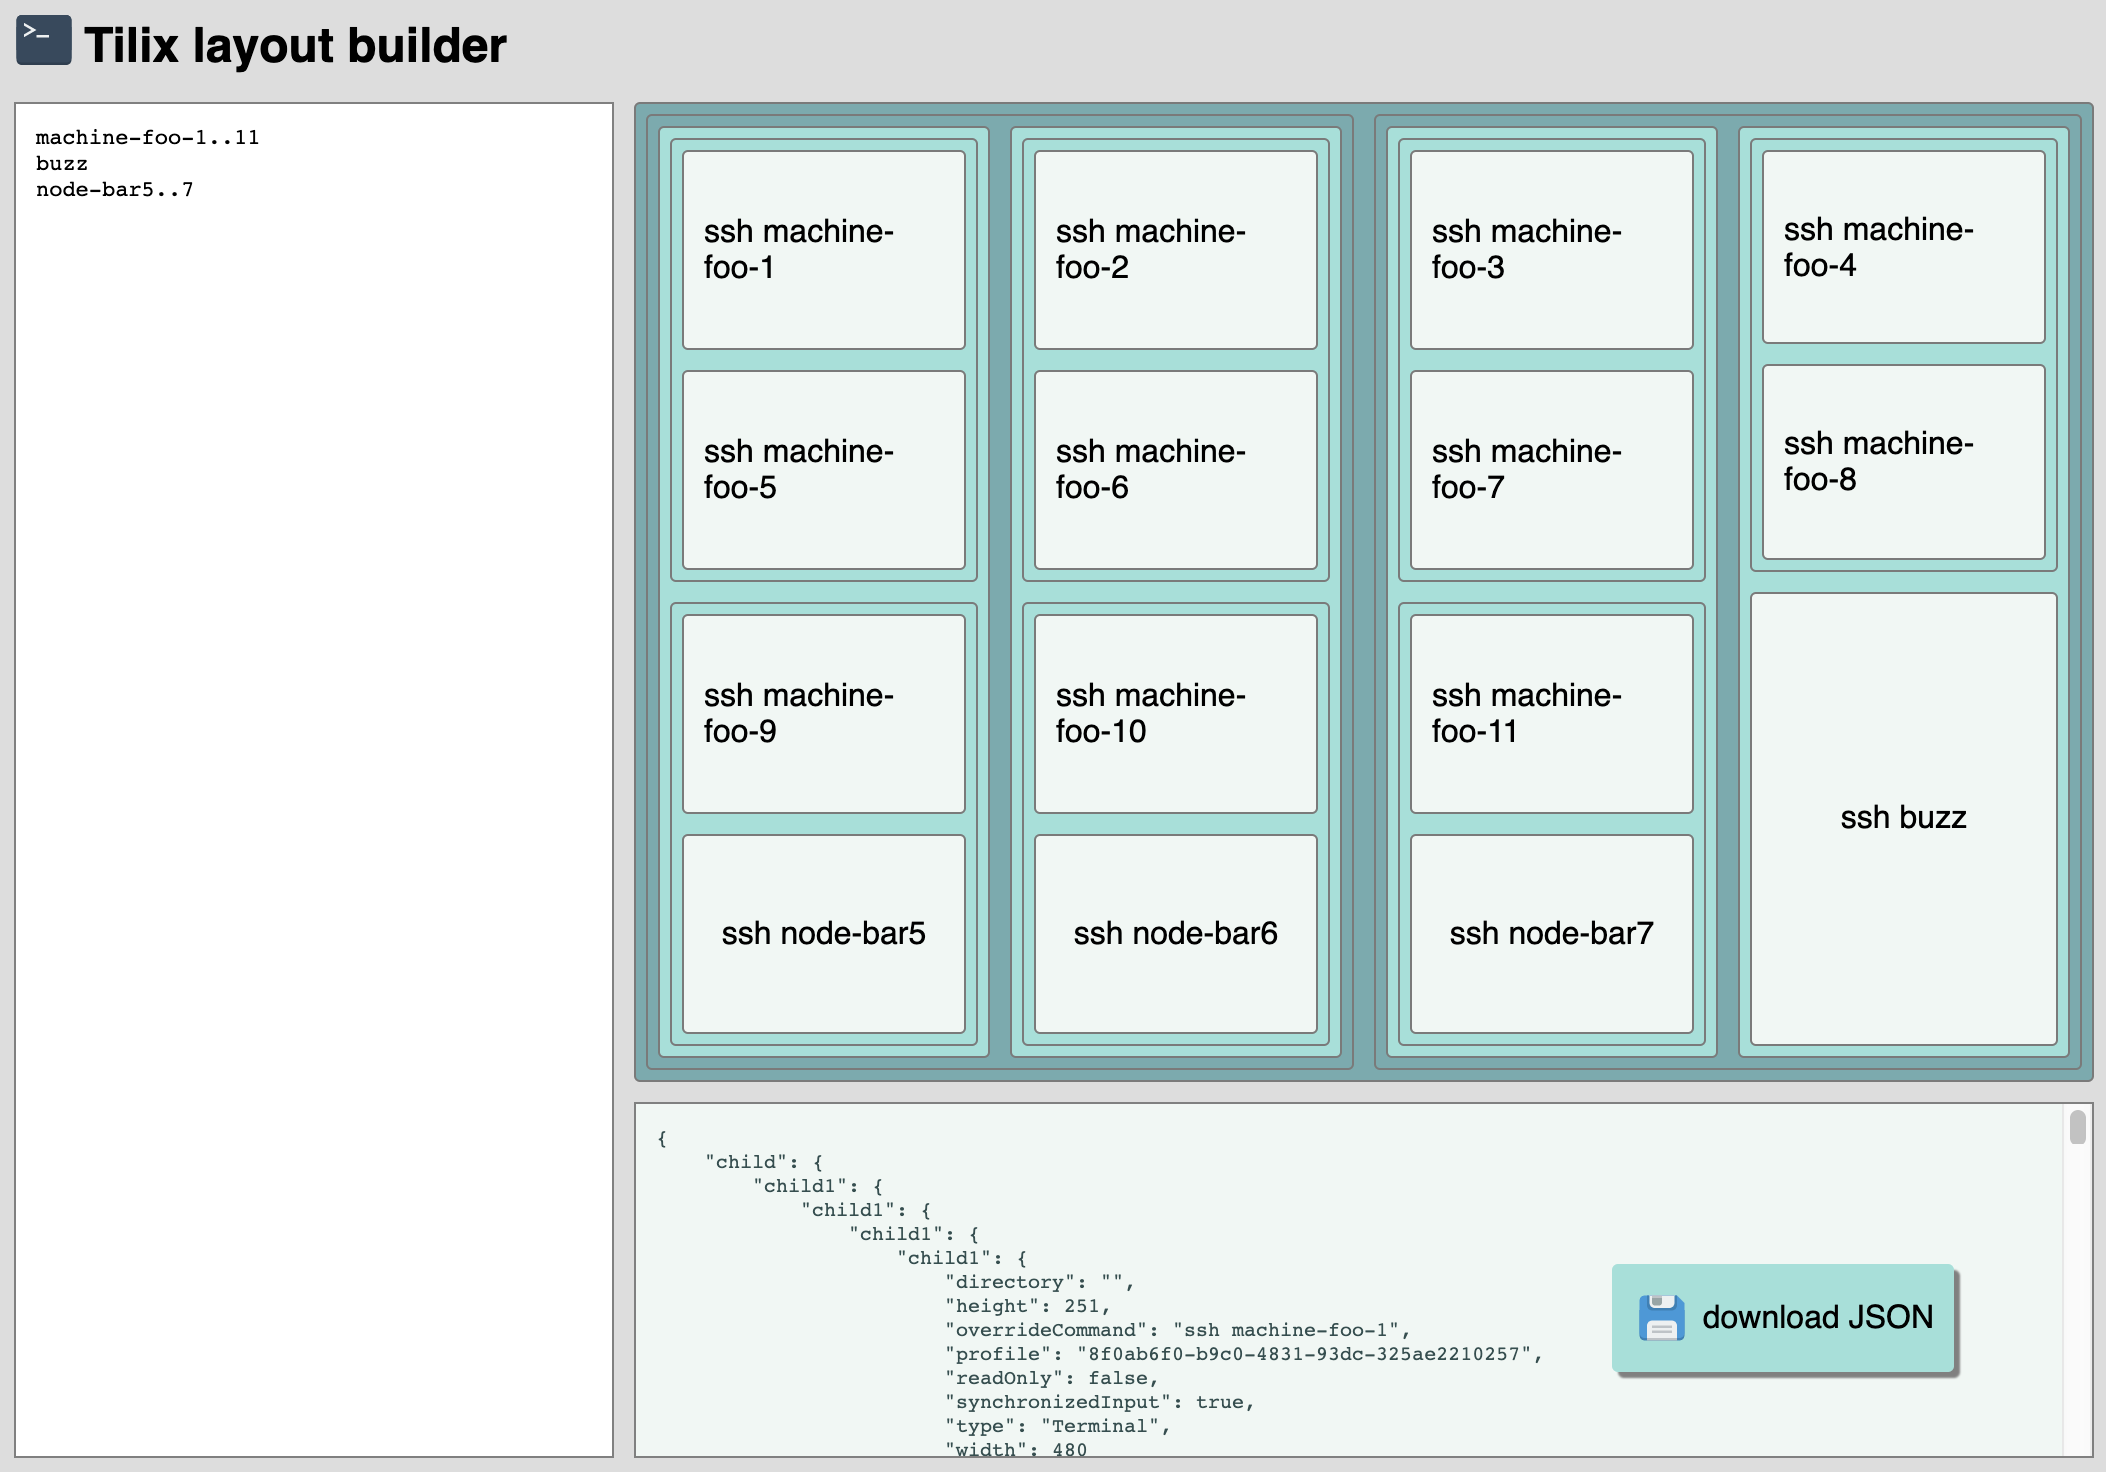 >_ Tilix layout builder
machine-foo-1..11
buzz
node-bar5..7
ssh machine-
foo-1
ssh machine-
foo-2
ssh machine-
foo-3
ssh machine-
foo-4
ssh machine-
foo-5
ssh machine-
foo-6
ssh machine-
foo-7
ssh machine-
foo-8
ssh machine-
foo-9
ssh machine-
foo-10
ssh machine-
foo-11
ssh buzz
ssh node-bar5
ssh node-bar6
ssh node-bar7
{
    "child": {
        "child1": {
            "child1": {
                "child1": {
                    "child1": {
                        "directory": "",
                        "height": 251,
                        "overrideCommand": "ssh machine-foo-1",
                        "profile": "8f0ab6f0-b9c0-4831-93dc-325ae2210257",
                        "readOnly": false,
                        "synchronizedInput": true,
                        "type": "Terminal",
                        "width": 480
download JSON